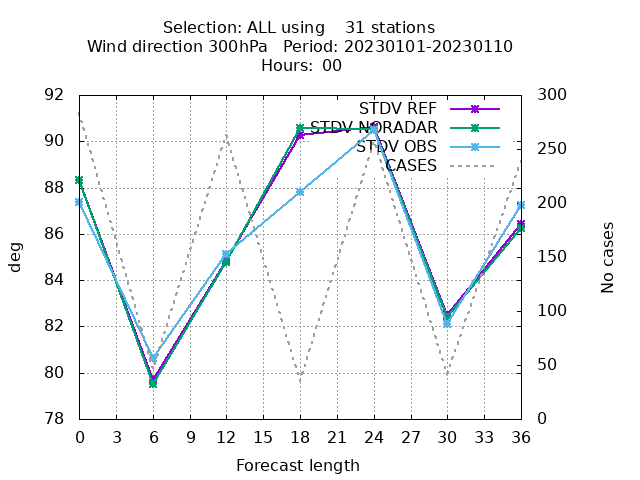 Selection: ALL using    31 stations
Wind direction 300hPa   Period: 20230101-20230110
Hours: 00
STDV REF
STDV NORADAR
STDV OBS
CASES
92
90
88
86
84
82
80
78
deg
300
250
200
150
100
50
0
No cases
0 3 6 9 12 15 18 21 24 27 30 33 36
Forecast length